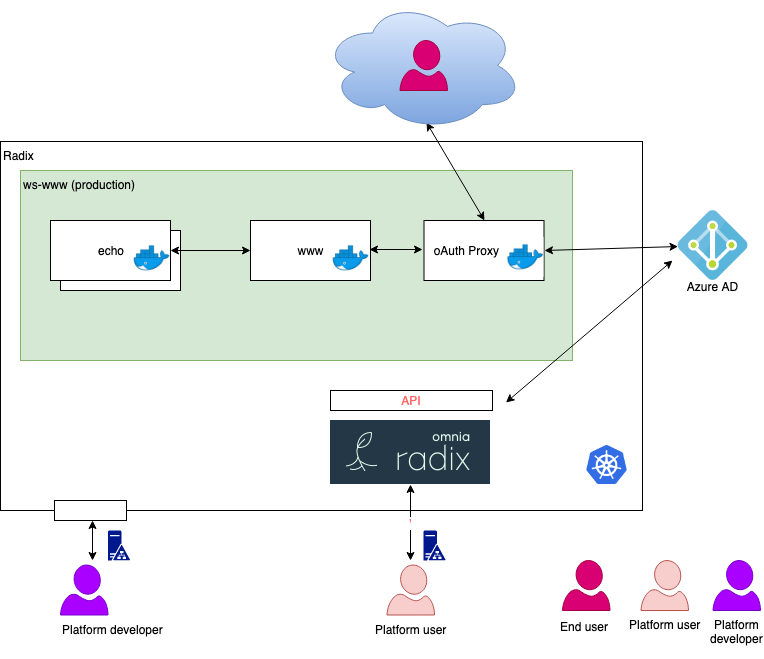 Radix
ws-www (production)
echo
www
oAuth Proxy
Azure AD
API
omnia
radix
Platform developer
Platform user
End user
Platform user
Platform
developer